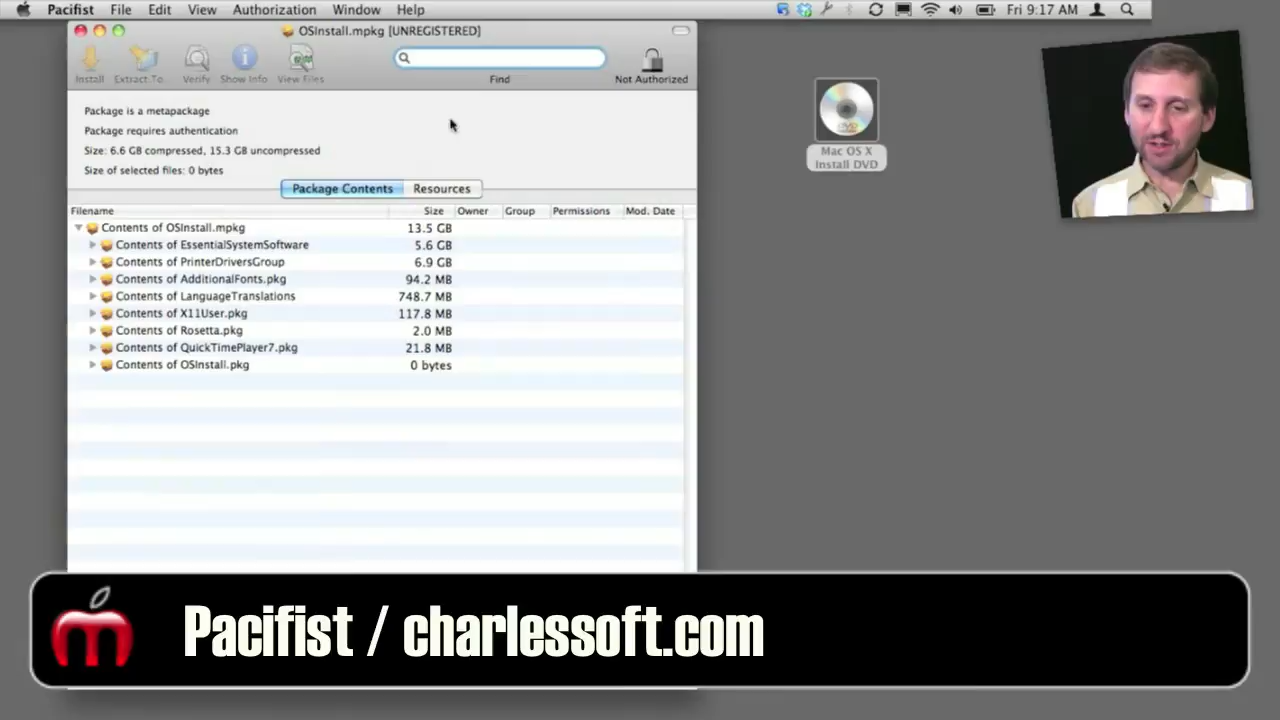 Pacifist File Edit View Authorization Window Help Fri 9:17 AM
OSInstall.mpkg [UNREGISTERED]
Install Extract To... Verify Show Info View Files Find Not Authorized
Package is a metapackage
Package requires authentication
Size: 6.6 GB compressed, 15.3 GB uncompressed
Size of selected files: 0 bytes
Package Contents Resources
Filename Size Owner Group Permissions Mod. Date
Contents of OSInstall.mpkg 13.5 GB
Contents of EssentialSystemSoftware 5.6 GB
Contents of PrinterDriversGroup 6.9 GB
Contents of AdditionalFonts.pkg 94.2 MB
Contents of LanguageTranslations 748.7 MB
Contents of X11User.pkg 117.8 MB
Contents of Rosetta.pkg 2.0 MB
Contents of QuickTimePlayer7.pkg 21.8 MB
Contents of OSInstall.pkg 0 bytes
DVD
Mac OS X
Install DVD
m
Pacifist / charlessoft.com